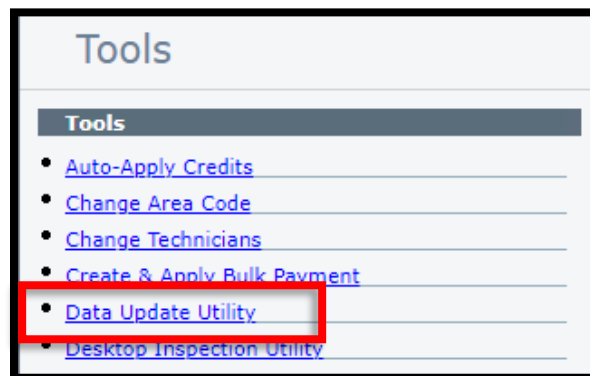 Tools
Tools
Auto-Apply Credits
Change Area Code
Change Technicians
Create & Apply Bulk Payment
Data Update Utility
Desktop Inspection Utility